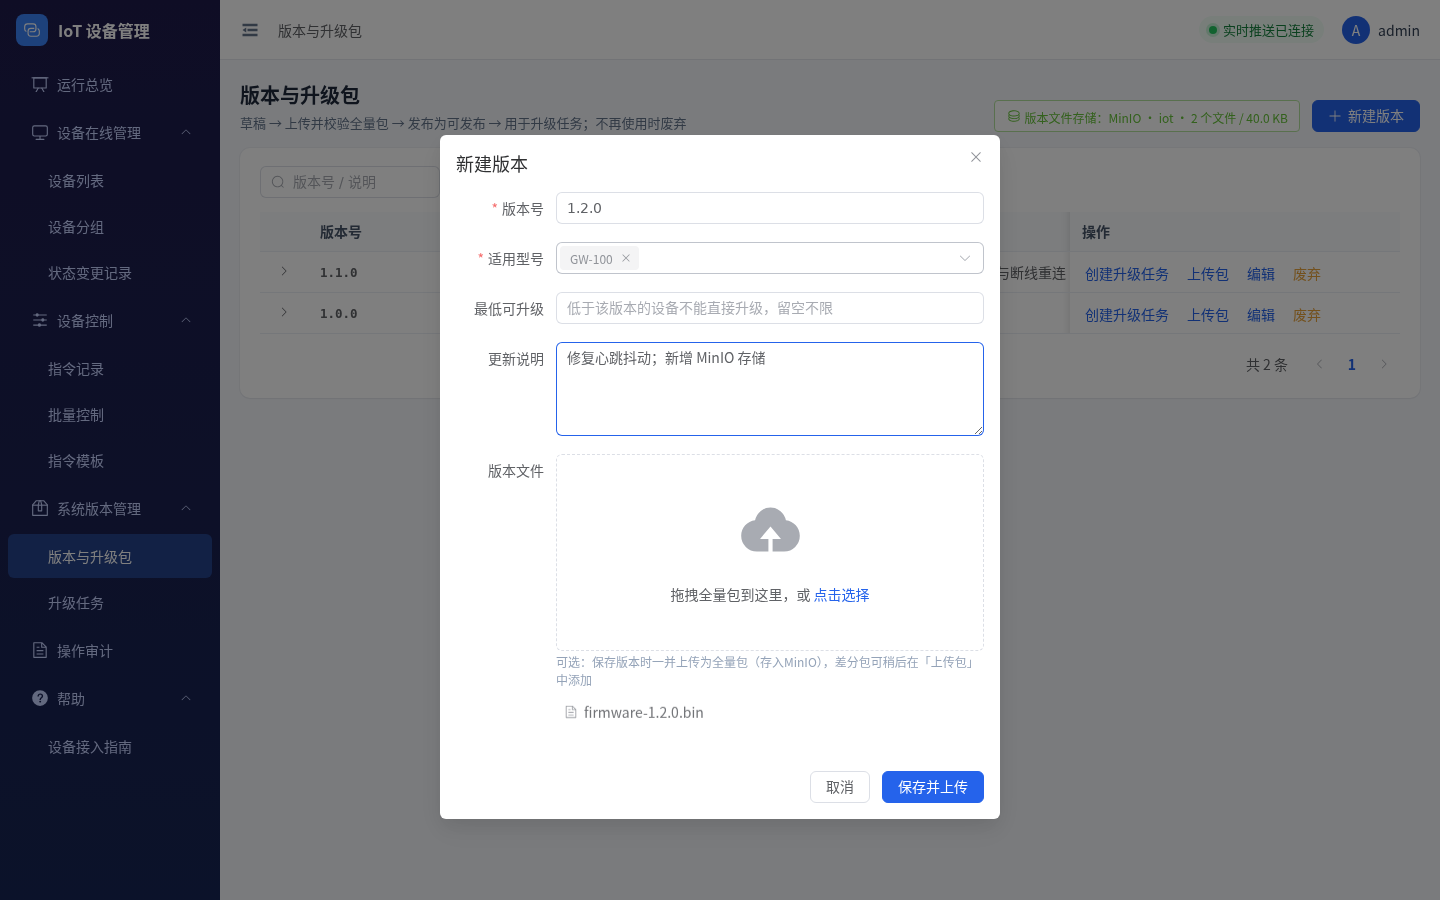 IoT 设备管理
版本与升级包
实时推送已连接
A
admin
运行总览
设备在线管理
设备列表
设备分组
状态变更记录
设备控制
指令记录
批量控制
指令模板
系统版本管理
版本与升级包
升级任务
操作审计
帮助
设备接入指南
版本与升级包
草稿 → 上传并校验全量包 → 发布为可发布 → 用于升级任务；不再使用时废弃
版本文件存储：MinIO · iot · 2 个文件 / 40.0 KB
新建版本
版本号 / 说明
版本号
操作
1.1.0
与断线重连
创建升级任务 上传包 编辑 废弃
1.0.0
创建升级任务 上传包 编辑 废弃
共 2 条
1
新建版本
* 版本号
1.2.0
* 适用型号
GW-100
最低可升级
低于该版本的设备不能直接升级，留空不限
更新说明
修复心跳抖动；新增 MinIO 存储
版本文件
拖拽全量包到这里，或 点击选择
可选：保存版本时一并上传为全量包（存入MinIO），差分包可稍后在「上传包」
中添加
firmware-1.2.0.bin
取消
保存并上传